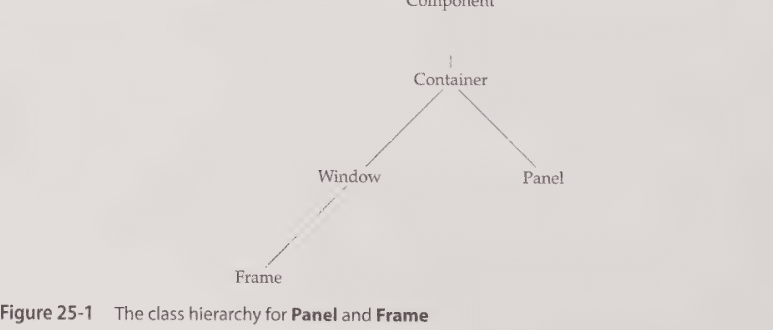 Component
Container
Window Panel
Frame
Figure 25-1 The class hierarchy for Panel and Frame